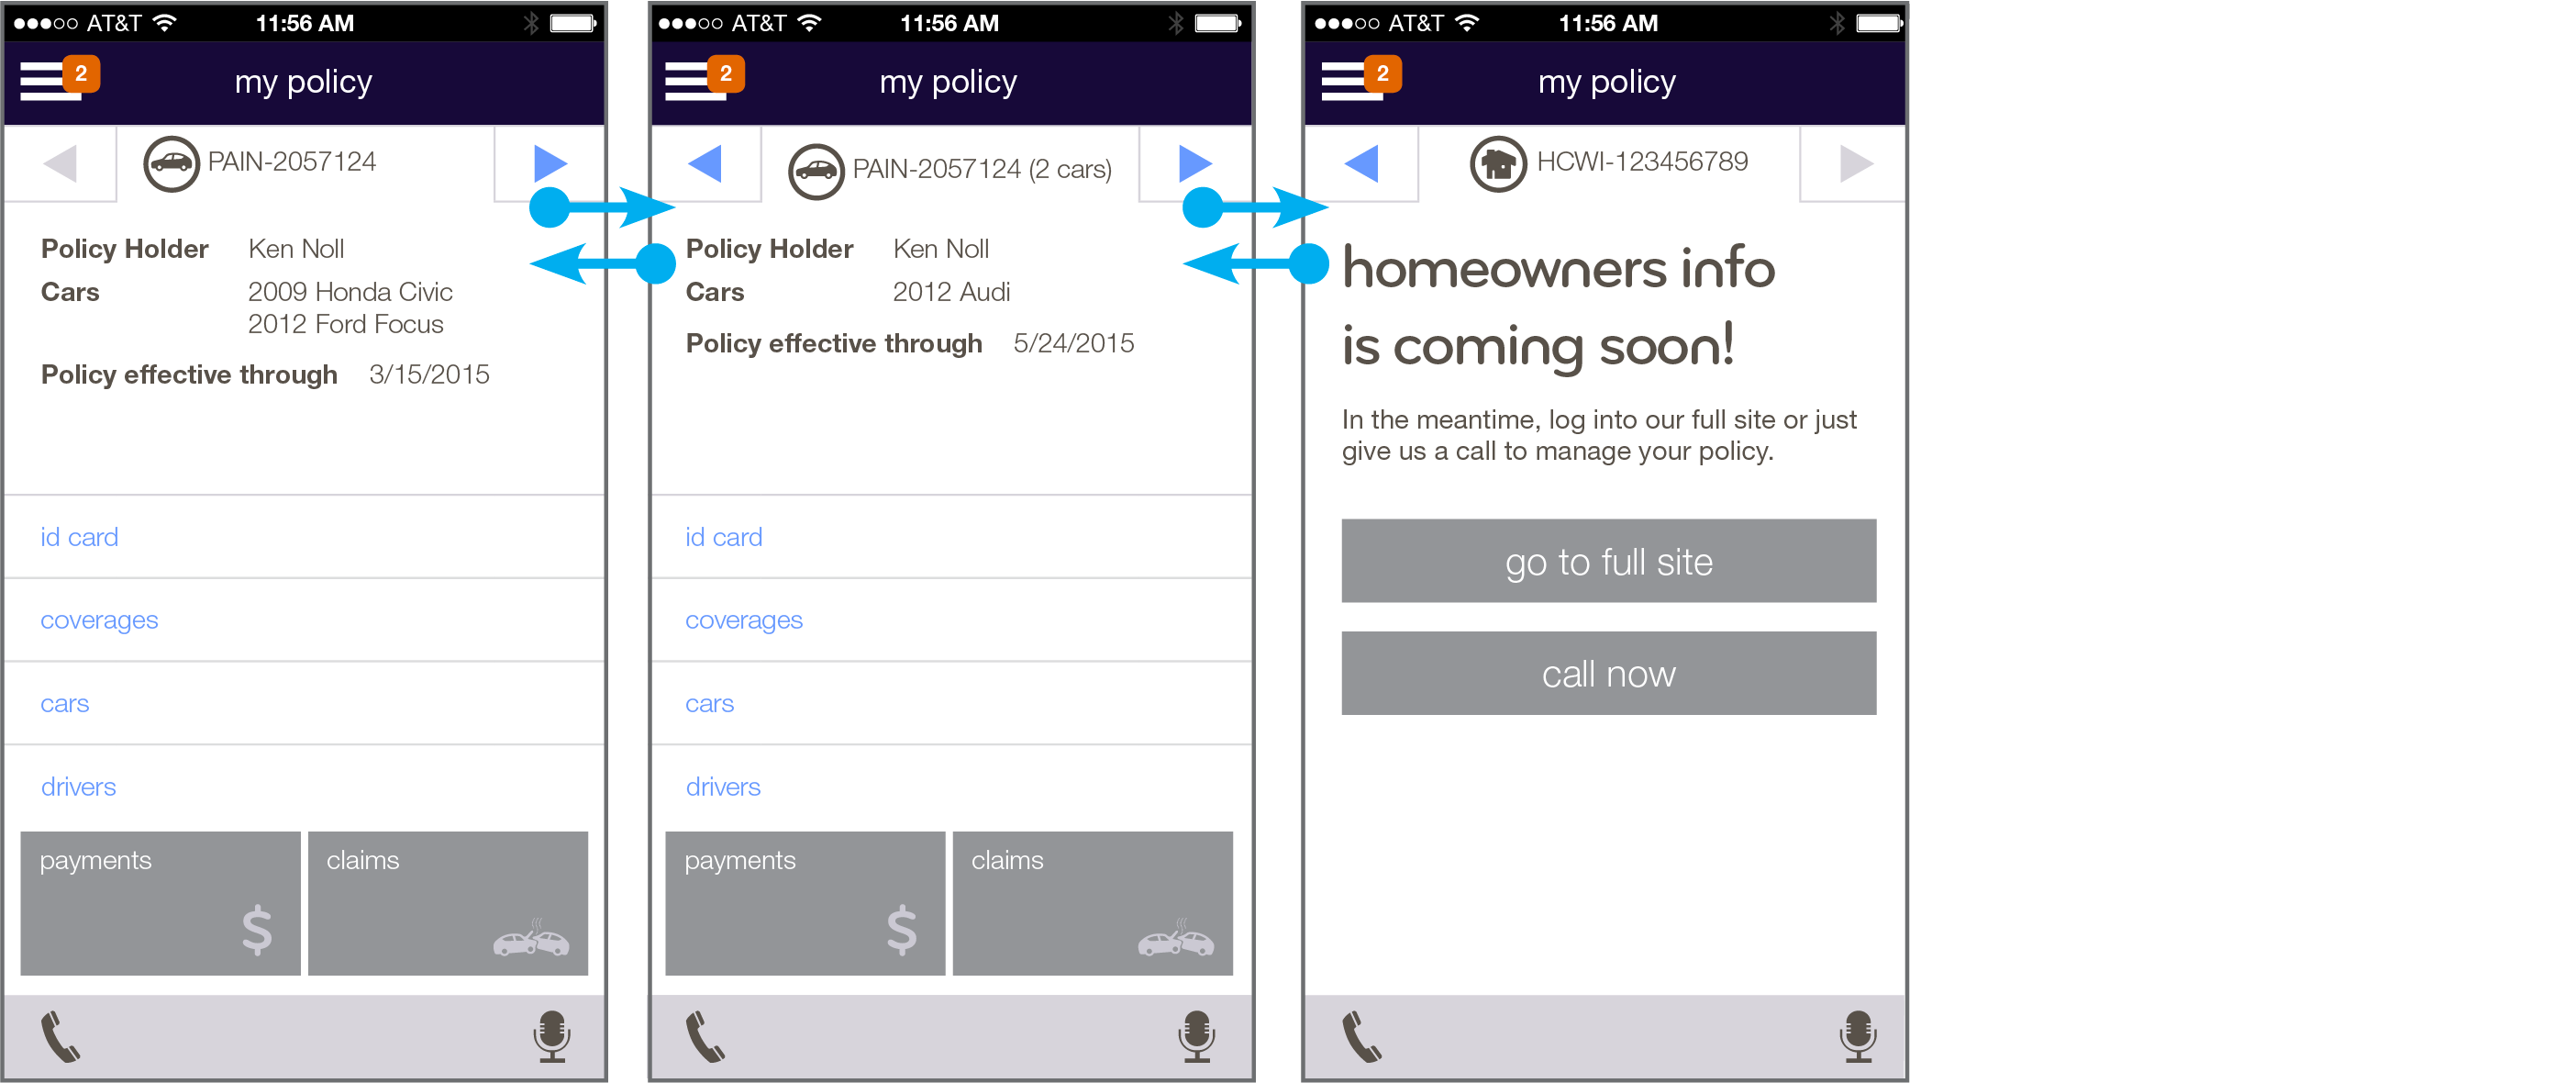 AT&T 11:56 AM
2
my policy
PAIN-2057124
Policy Holder Ken Noll
Cars 2009 Honda Civic
2012 Ford Focus
Policy effective through 3/15/2015
id card
coverages
cars
drivers
payments
$
claims
AT&T 11:56 AM
2
my policy
PAIN-2057124 (2 cars)
Policy Holder Ken Noll
Cars 2012 Audi
Policy effective through 5/24/2015
id card
coverages
cars
drivers
payments
$
claims
AT&T 11:56 AM
2
my policy
HCWI-123456789
homeowners info
is coming soon!
In the meantime, log into our full site or just
give us a call to manage your policy.
go to full site
call now